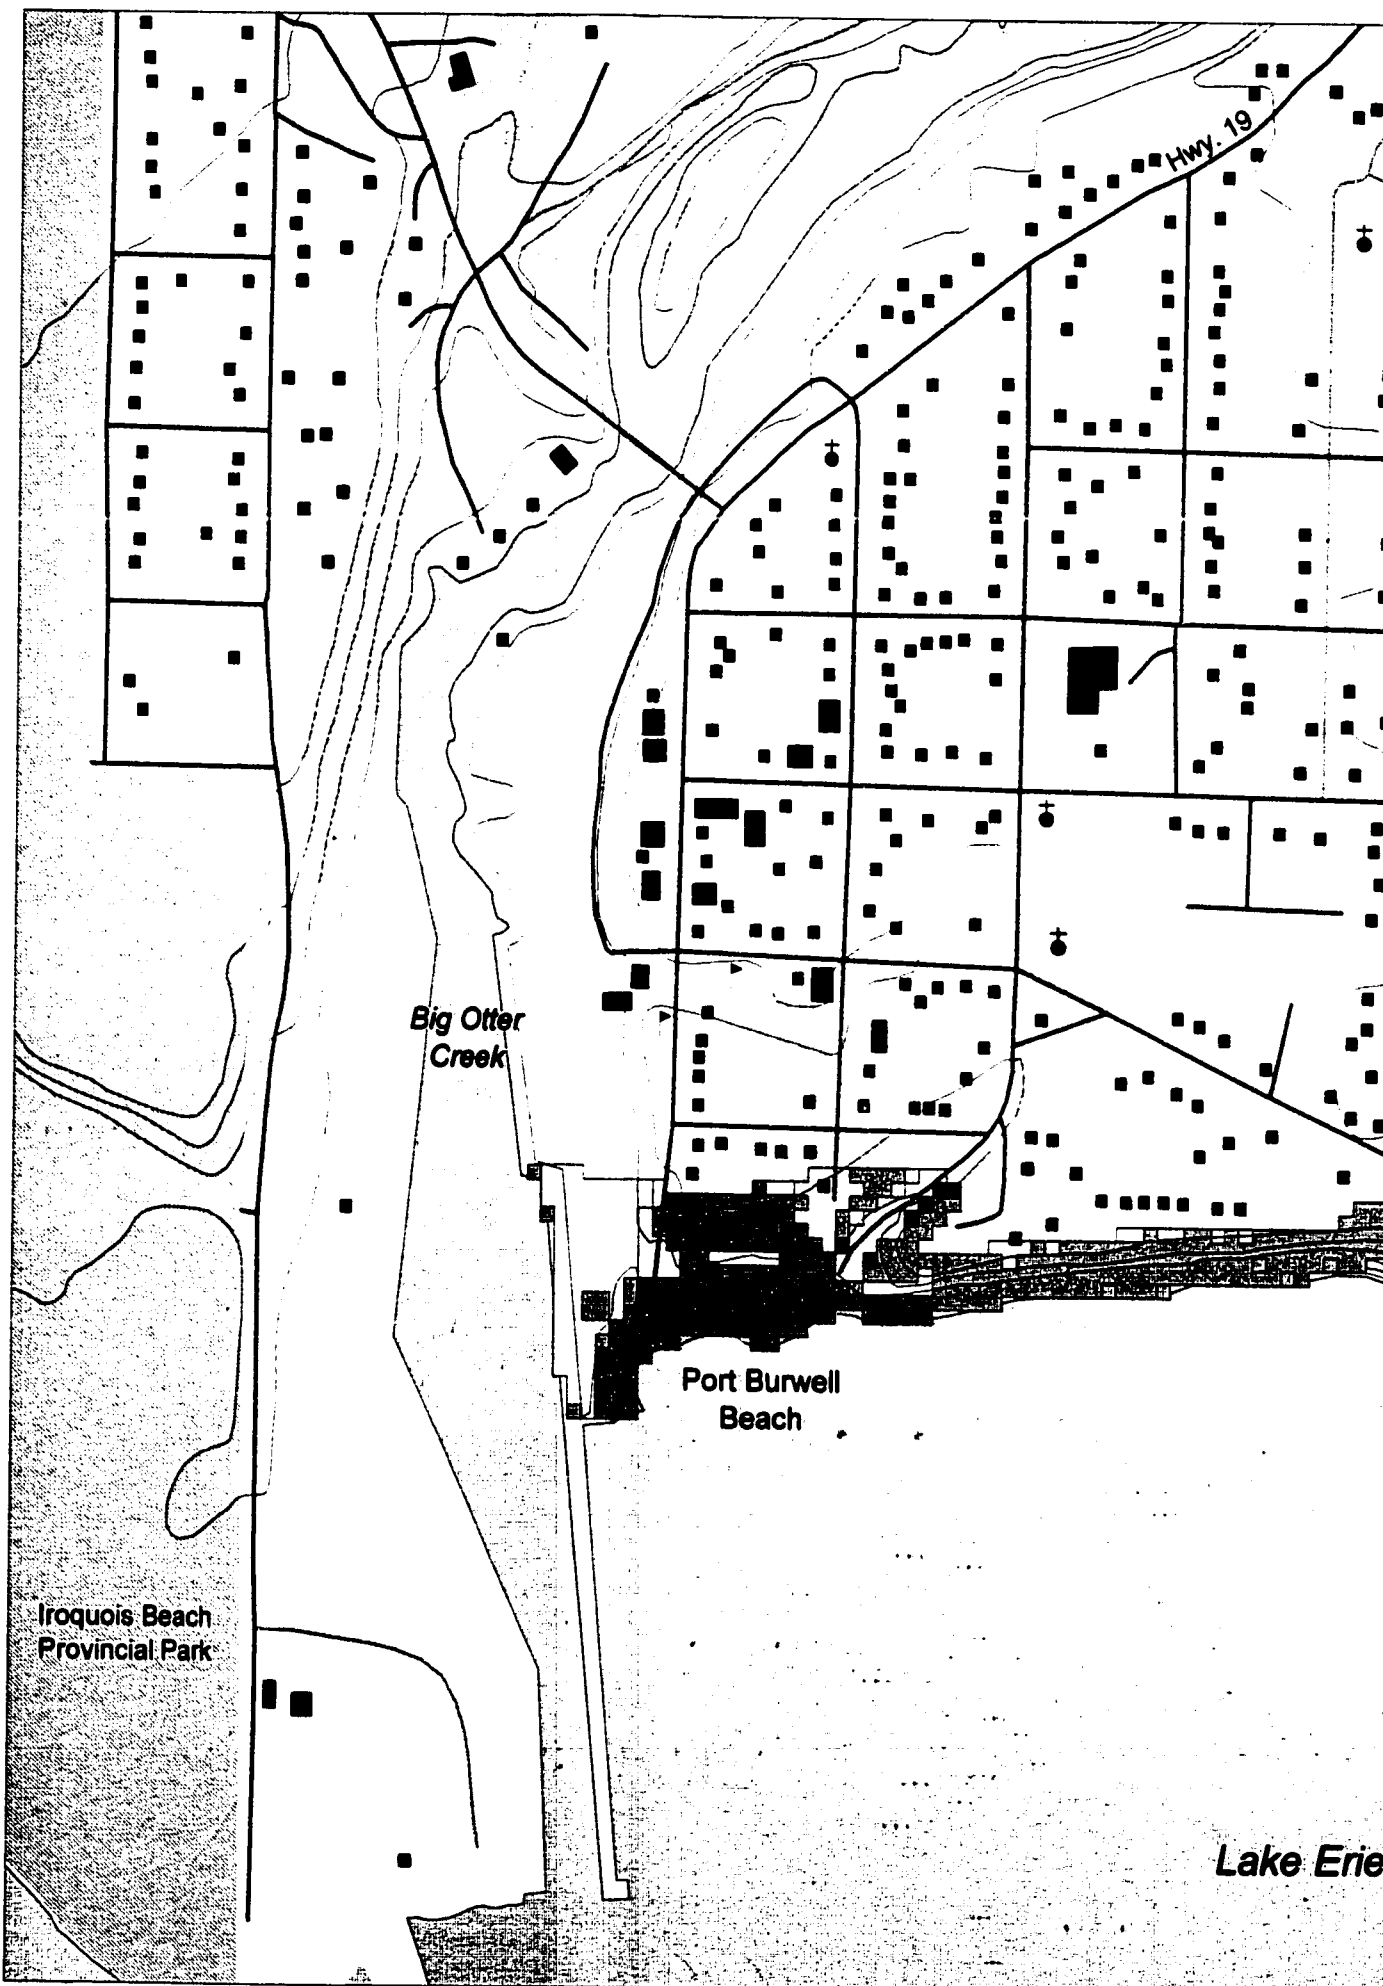 Hwy. 19
Big Otter
Creek
Port Burwell
Beach
Iroquois Beach
Provincial Park
Lake Erie